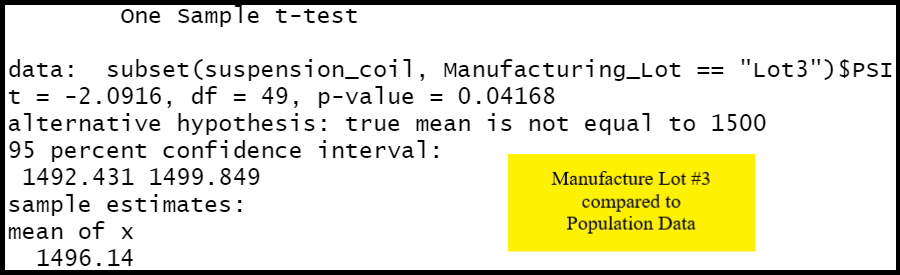 One Sample t-test
data:  subset(suspension_coil, Manufacturing_Lot == "Lot3")$PSI
t = -2.0916, df = 49, p-value = 0.04168
alternative hypothesis: true mean is not equal to 1500
95 percent confidence interval:
1492.431 1499.849
sample estimates:
mean of x
1496.14
Manufacture Lot #3
compared to
Population Data